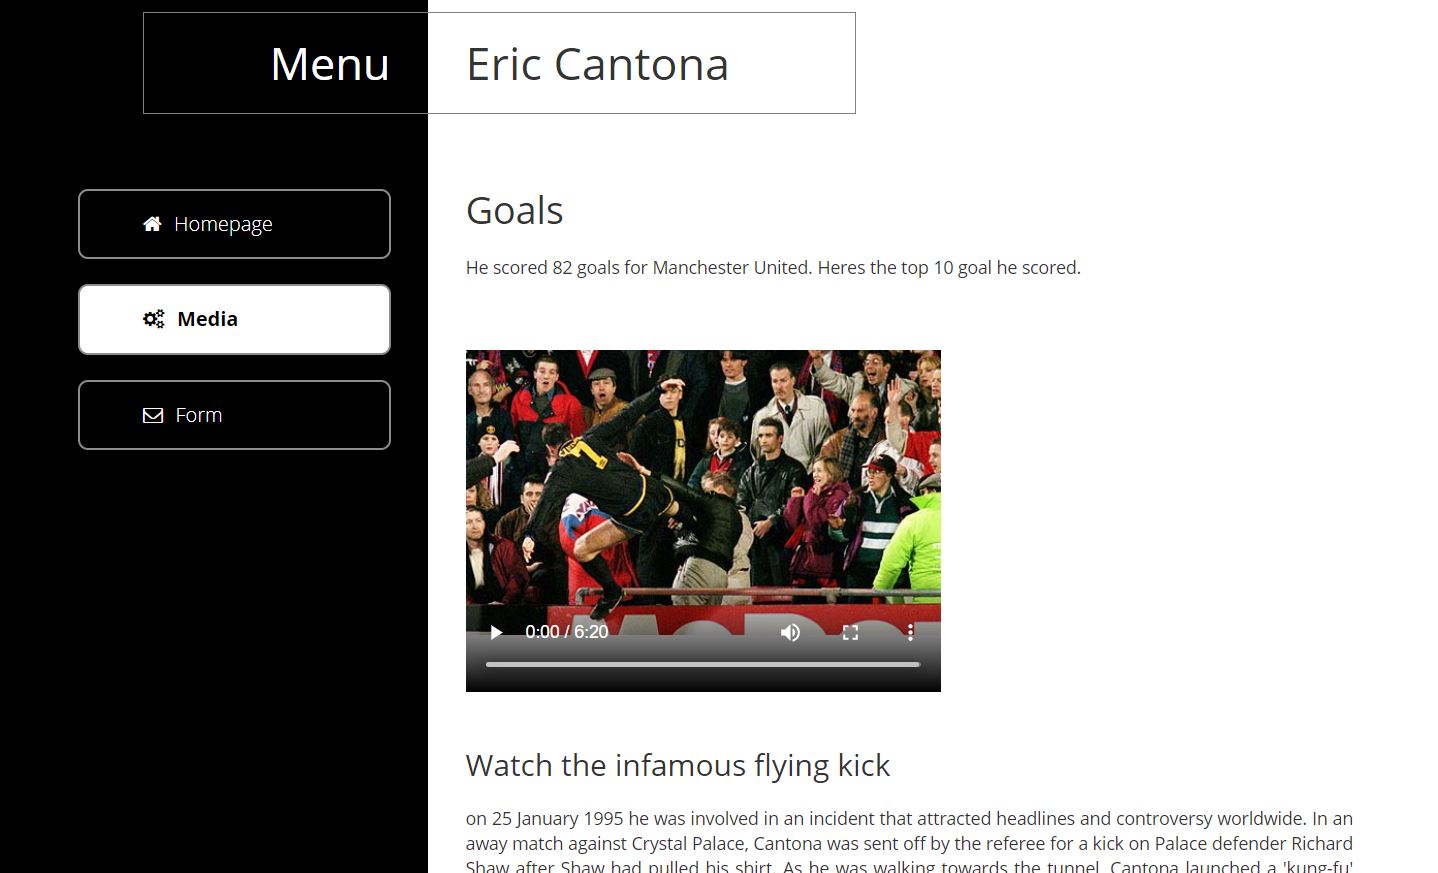 Menu
Eric Cantona
Homepage
Media
Form
Goals
He scored 82 goals for Manchester United. Heres the top 10 goal he scored.
7
0:00 / 6:20
Watch the infamous flying kick
on 25 January 1995 he was involved in an incident that attracted headlines and controversy worldwide. In an
away match against Crystal Palace, Cantona was sent off by the referee for a kick on Palace defender Richard
Shaw after Shaw had pulled his shirt. As he was walking towards the tunnel, Cantona launched a 'kung-fu'